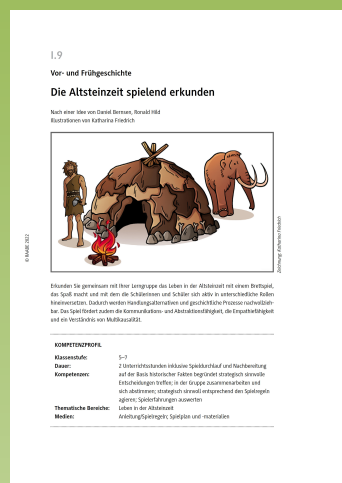 I.9
Vor- und Frühgeschichte
Die Altsteinzeit spielend erkunden
Nach einer Idee von Daniel Bernsen, Ronald Hild
Illustrationen von Katharina Friedrich
© RAABE 2022
Zeichnung: Katharina Friedrich
Erkunden Sie gemeinsam mit Ihrer Lerngruppe das Leben in der Altsteinzeit mit einem Brettspiel,
das Spaß macht und mit dem die Schülerinnen und Schüler sich aktiv in unterschiedliche Rollen
hineinversetzen. Dadurch werden Handlungsalternativen und geschichtliche Prozesse nachvollzieh-
bar. Das Spiel fördert zudem die Kommunikations- und Abstraktionsfähigkeit, die Empathiefähigkeit
und ein Verständnis von Multikausalität.
KOMPETENZPROFIL
Klassenstufe: 5–7
Dauer: 2 Unterrichtsstunden inklusive Spieldurchlauf und Nachbereitung
Kompetenzen: auf der Basis historischer Fakten begründet strategisch sinnvolle
Entscheidungen treffen; in der Gruppe zusammenarbeiten und
sich abstimmen; strategisch sinnvoll entsprechend den Spielregeln
agieren; Spielerfahrungen auswerten
Thematische Bereiche: Leben in der Altsteinzeit
Medien: Anleitung/Spielregeln; Spielplan und -materialien